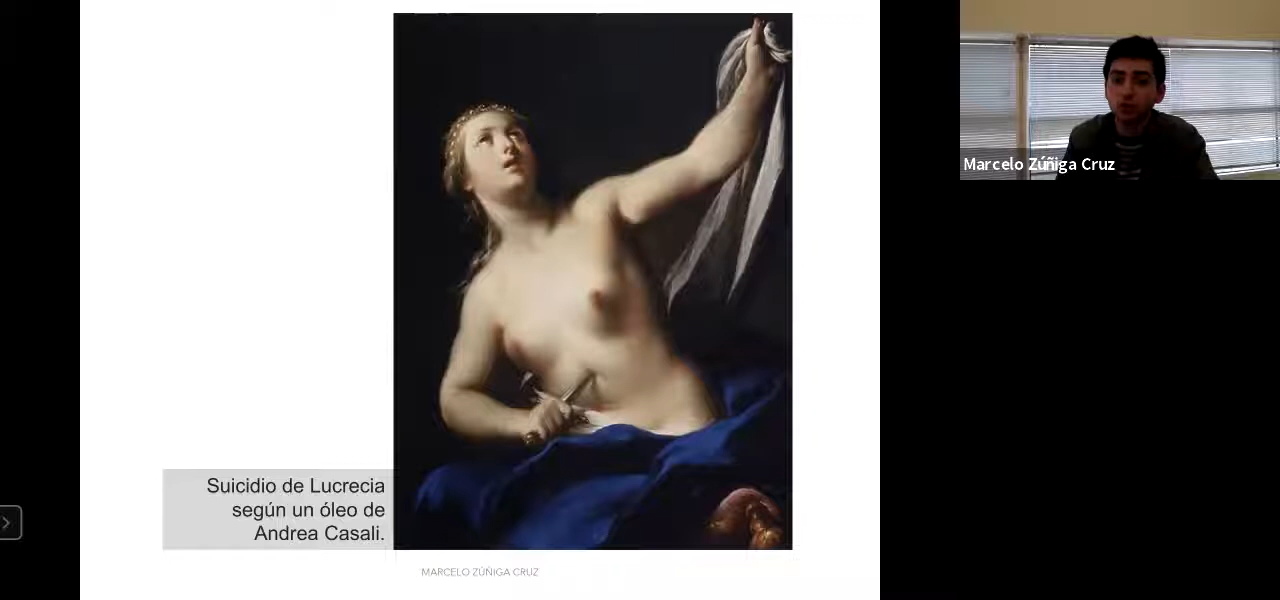 Marcelo Zúñiga Cruz
Suicidio de Lucrecia
según un óleo de
Andrea Casali.
MARCELO ZÚÑIGA CRUZ